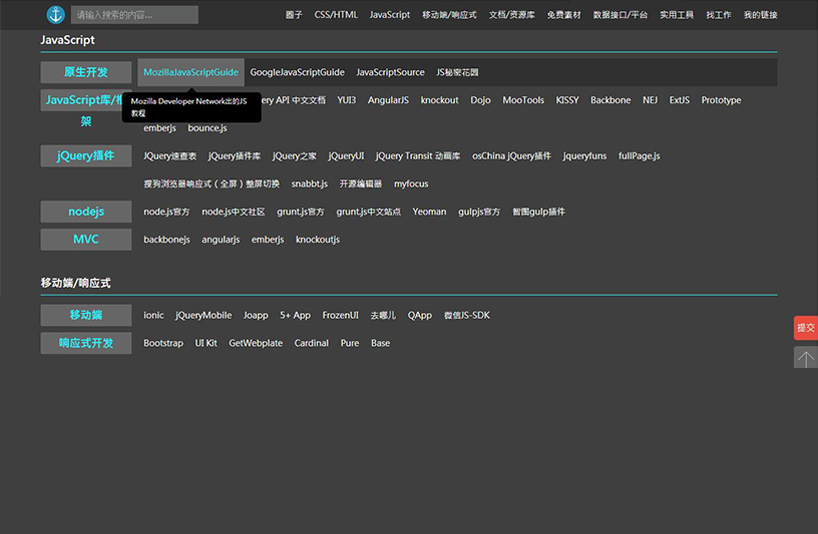 请输入搜索的内容... 圈子 CSS/HTML JavaScript 移动端/响应式 文档/资源库 免费素材 数据接口/平台 实用工具 找工作 我的链接
JavaScript
原生开发 MozillaJavaScriptGuide GoogleJavaScriptGuide JavaScriptSource JS秘密花园
Mozilla Developer Network出的JS
教程
JavaScript库/框
架
API 中文文档 YUI3 AngularJS knockout Dojo MooTools KISSY Backbone NEJ ExtJS Prototype
emberjs bounce.js
jQuery插件 JQuery速查表 jQuery插件库 jQuery之家 jQueryUI jQuery Transit 动画库 osChina jQuery插件 jqueryfuns fullPage.js
搜狗浏览器响应式（全屏）整屏切换 snabbt.js 开源编辑器 myfocus
nodejs node.js官方 node.js中文社区 grunt.js官方 grunt.js中文站点 Yeoman gulpjs官方 智图gulp插件
MVC backbonejs angularjs emberjs knockoutjs
移动端/响应式
移动端 ionic jQueryMobile Joapp 5+ App FrozenUI 去哪儿 QApp 微信JS-SDK
提交
响应式开发 Bootstrap UI Kit GetWebplate Cardinal Pure Base